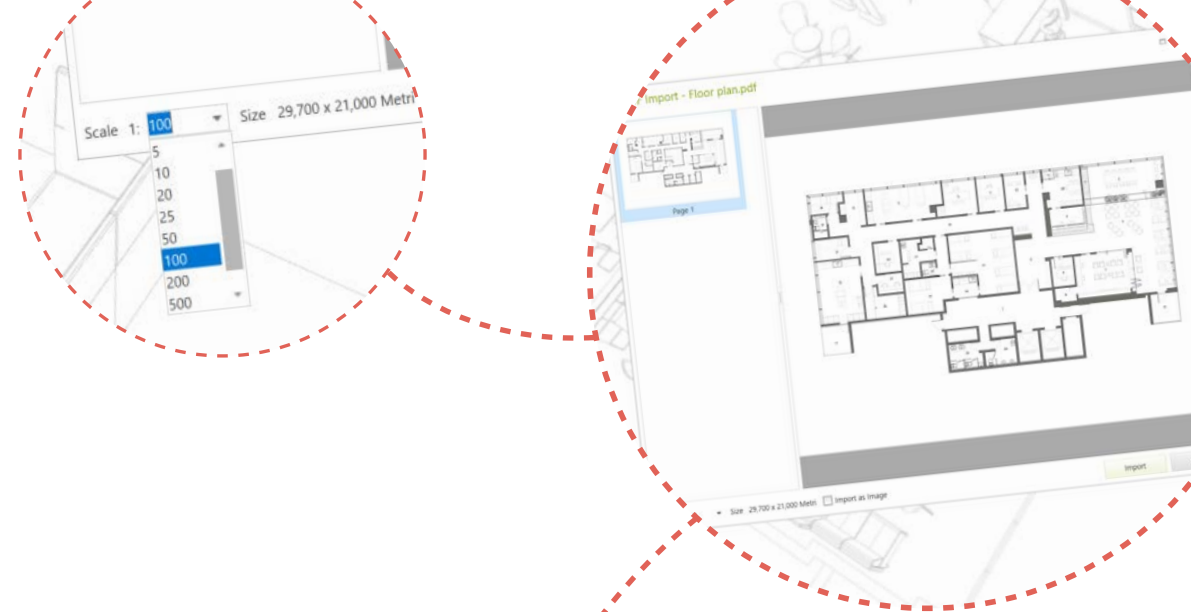 Scale 1: 100 Size 29,700 x 21,000 Metri
5
10
20
25
50
100
200
500
Import - Floor plan.pdf
Page 1
Import
Size 29,700 x 21,000 Metri Import as Image